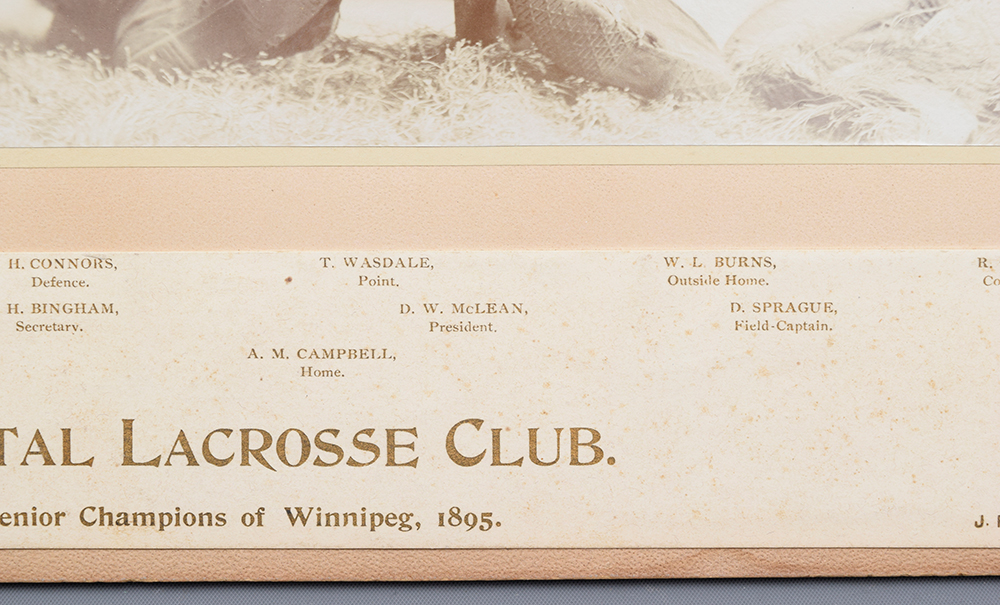 H. CONNORS, T. WASDALE, W. L. BURNS, R.
Defence. Point. Outside Home. Co
H. BINGHAM, D. W. McLEAN, D. SPRAGUE,
Secretary. President. Field-Captain.
A. M. CAMPBELL,
Home.
TAL LACROSSE CLUB.
enior Champions of Winnipeg, 1895.
J.